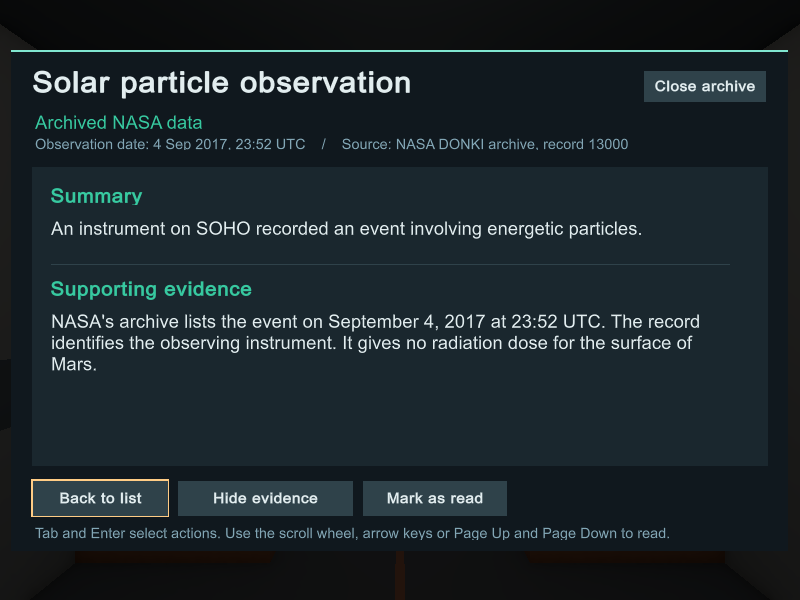 Solar particle observation
Close archive
Archived NASA data
Observation date: 4 Sep 2017, 23:52 UTC / Source: NASA DONKI archive, record 13000
Summary
An instrument on SOHO recorded an event involving energetic particles.
Supporting evidence
NASA's archive lists the event on September 4, 2017 at 23:52 UTC. The record
identifies the observing instrument. It gives no radiation dose for the surface of
Mars.
Back to list
Hide evidence
Mark as read
Tab and Enter select actions. Use the scroll wheel, arrow keys or Page Up and Page Down to read.